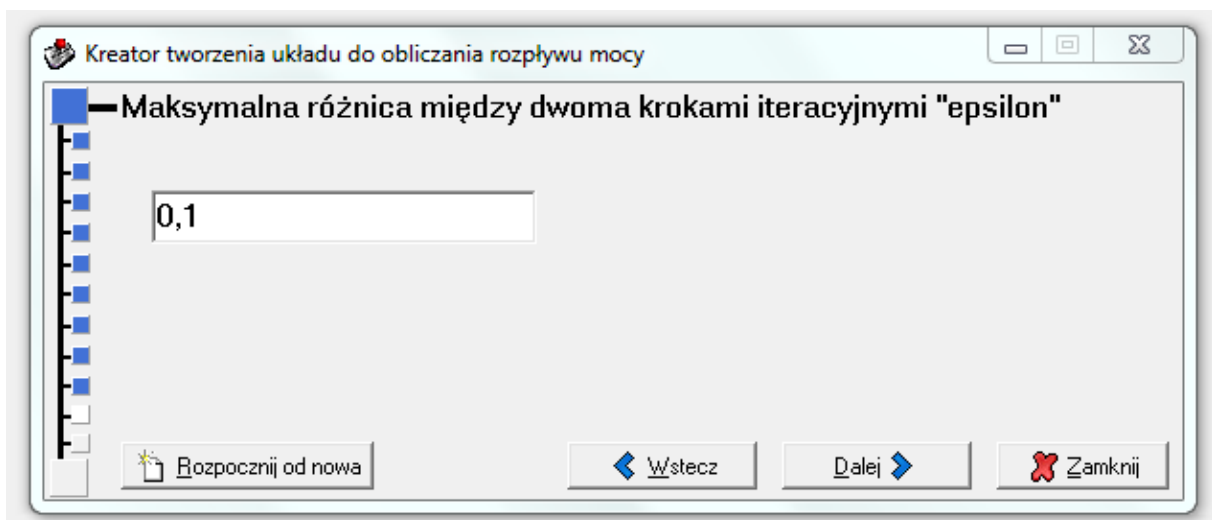 Kreator tworzenia układu do obliczania rozpływu mocy
Maksymalna różnica między dwoma krokami iteracyjnymi "epsilon"
0,1
Rozpocznij od nowa
Wstecz
Dalej
Zamknij